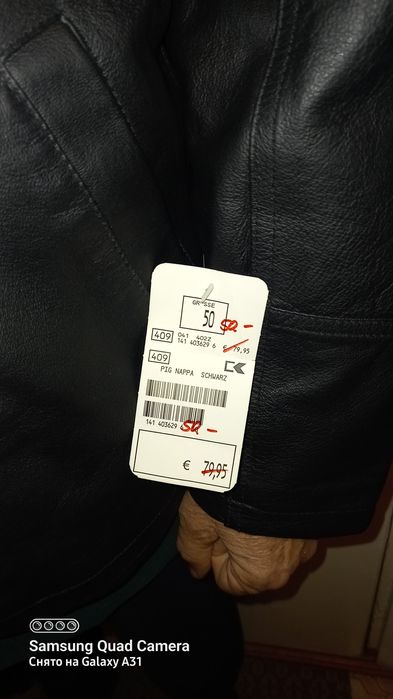 GRÖSSE
50
50.-
409
041 4022
141 403629 6
€ 79,95
409
CK
PIG NAPPA SCHWARZ
141 403629
50.-
€ 79,95
Samsung Quad Camera
Снято на Galaxy A31